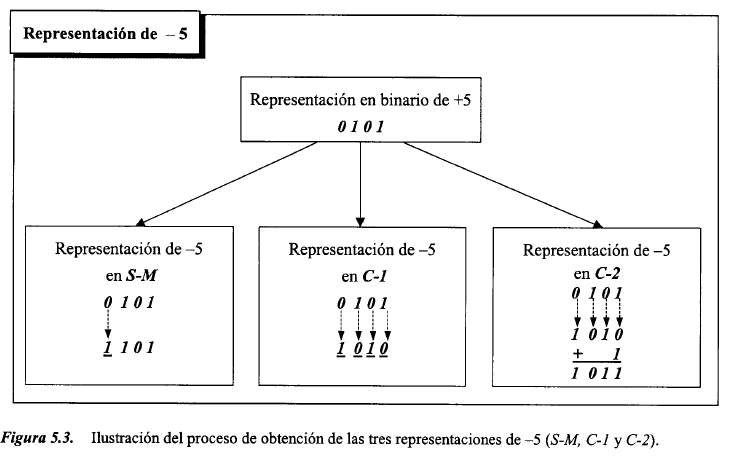 Representación de – 5
Representación en binario de +5
0 1 0 1
Representación de –5
en S-M
0 1 0 1
1 1 0 1
Representación de –5
en C-1
0 1 0 1
1 0 1 0
Representación de –5
en C-2
0 1 0 1
1 0 1 0
+ 1
1 0 1 1
Figura 5.3. Ilustración del proceso de obtención de las tres representaciones de –5 (S-M, C-1 y C-2).